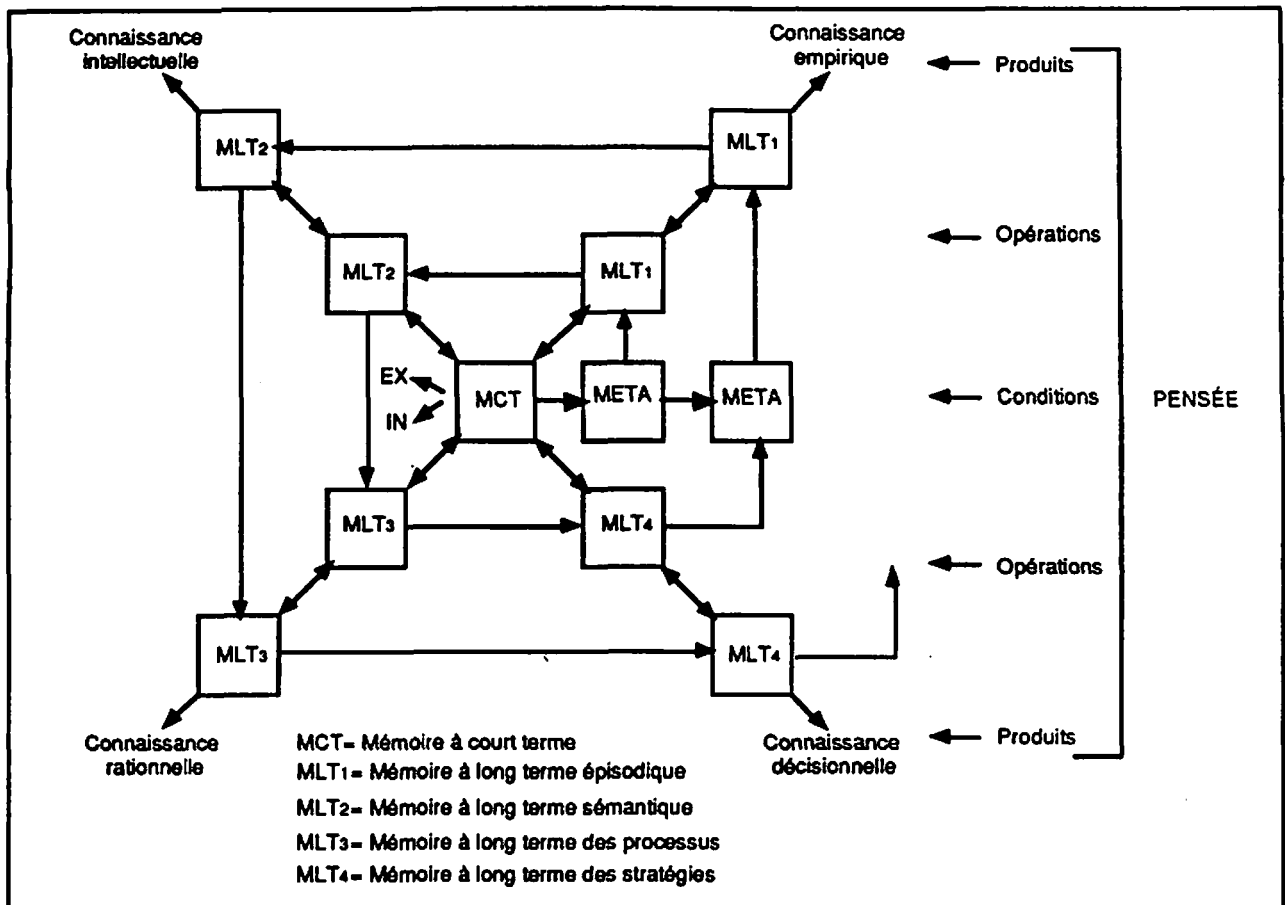 Connaissance
intellectuelle
Connaissance
empirique
Produits
MLT2
MLT1
Opérations
MLT2
MLT1
EX
IN
MCT
META
META
Conditions
PENSÉE
MLT3
MLT4
Opérations
MLT3
MLT4
Connaissance
rationnelle
Connaissance
décisionnelle
Produits
MCT= Mémoire à court terme
MLT1= Mémoire à long terme épisodique
MLT2= Mémoire à long terme sémantique
MLT3= Mémoire à long terme des processus
MLT4= Mémoire à long terme des stratégies